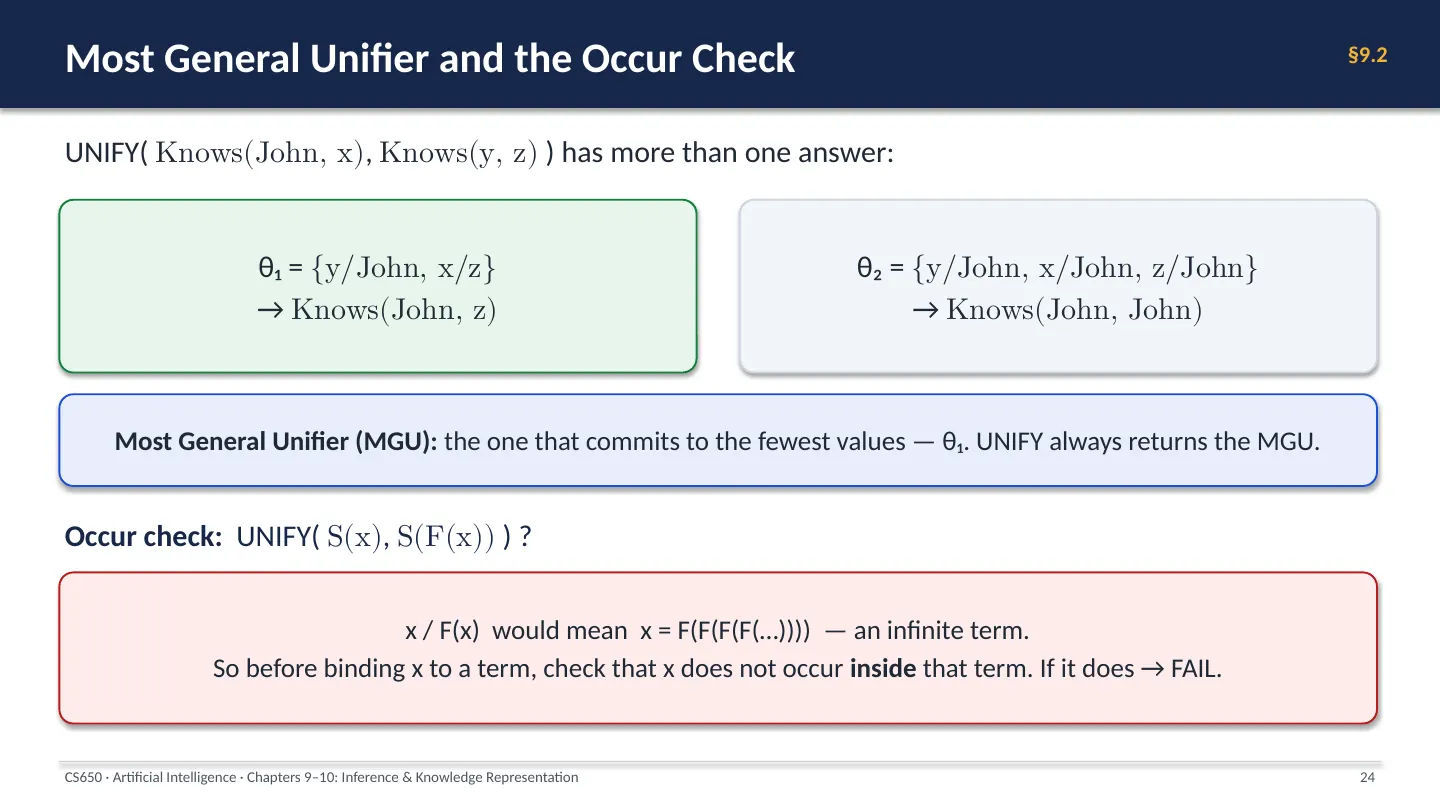 Most General Unifier and the Occur Check
§9.2
UNIFY( Knows(John, x), Knows(y, z) ) has more than one answer:
θ₁ = {y/John, x/z}
→ Knows(John, z)
θ₂ = {y/John, x/John, z/John}
→ Knows(John, John)
Most General Unifier (MGU): the one that commits to the fewest values — θ₁. UNIFY always returns the MGU.
Occur check: UNIFY( S(x), S(F(x)) ) ?
x / F(x) would mean x = F(F(F(F(…)))) — an infinite term.
So before binding x to a term, check that x does not occur inside that term. If it does → FAIL.
CS650 · Artificial Intelligence · Chapters 9–10: Inference & Knowledge Representation
24